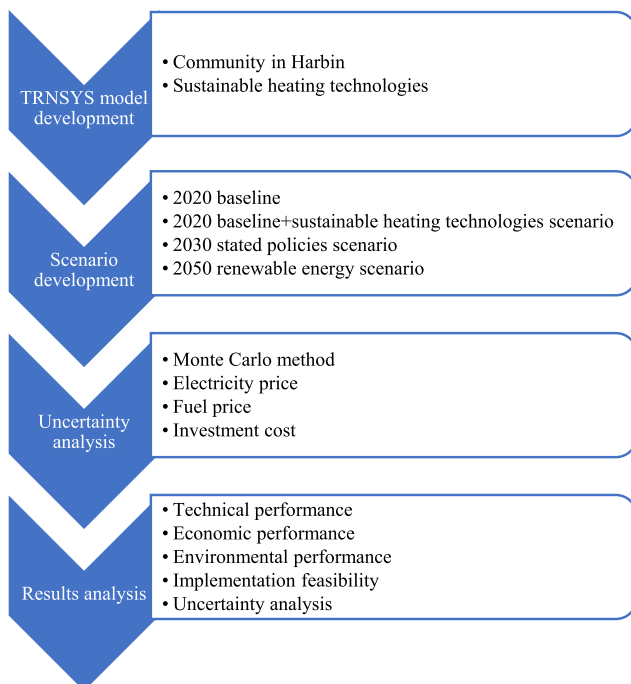 TRNSYS model
development
• Community in Harbin
• Sustainable heating technologies
Scenario
development
• 2020 baseline
• 2020 baseline+sustainable heating technologies scenario
• 2030 stated policies scenario
• 2050 renewable energy scenario
Uncertainty
analysis
• Monte Carlo method
• Electricity price
• Fuel price
• Investment cost
Results analysis
• Technical performance
• Economic performance
• Environmental performance
• Implementation feasibility
• Uncertainty analysis